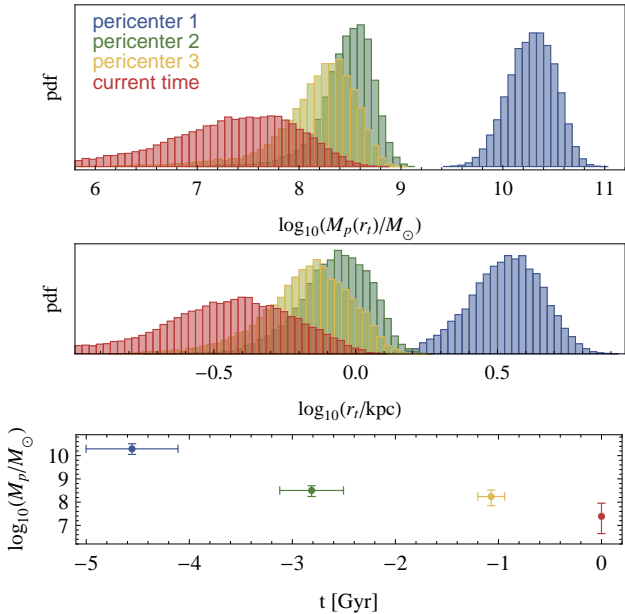 pericenter 1
pericenter 2
pericenter 3
current time
pdf
6 7 8 9 10 11
log₁₀(Mₚ(rₜ)/M⊙)
pdf
−0.5 0.0 0.5
log₁₀(rₜ/kpc)
log₁₀(Mₚ/M⊙)
10
9
8
7
−5 −4 −3 −2 −1 0
t [Gyr]